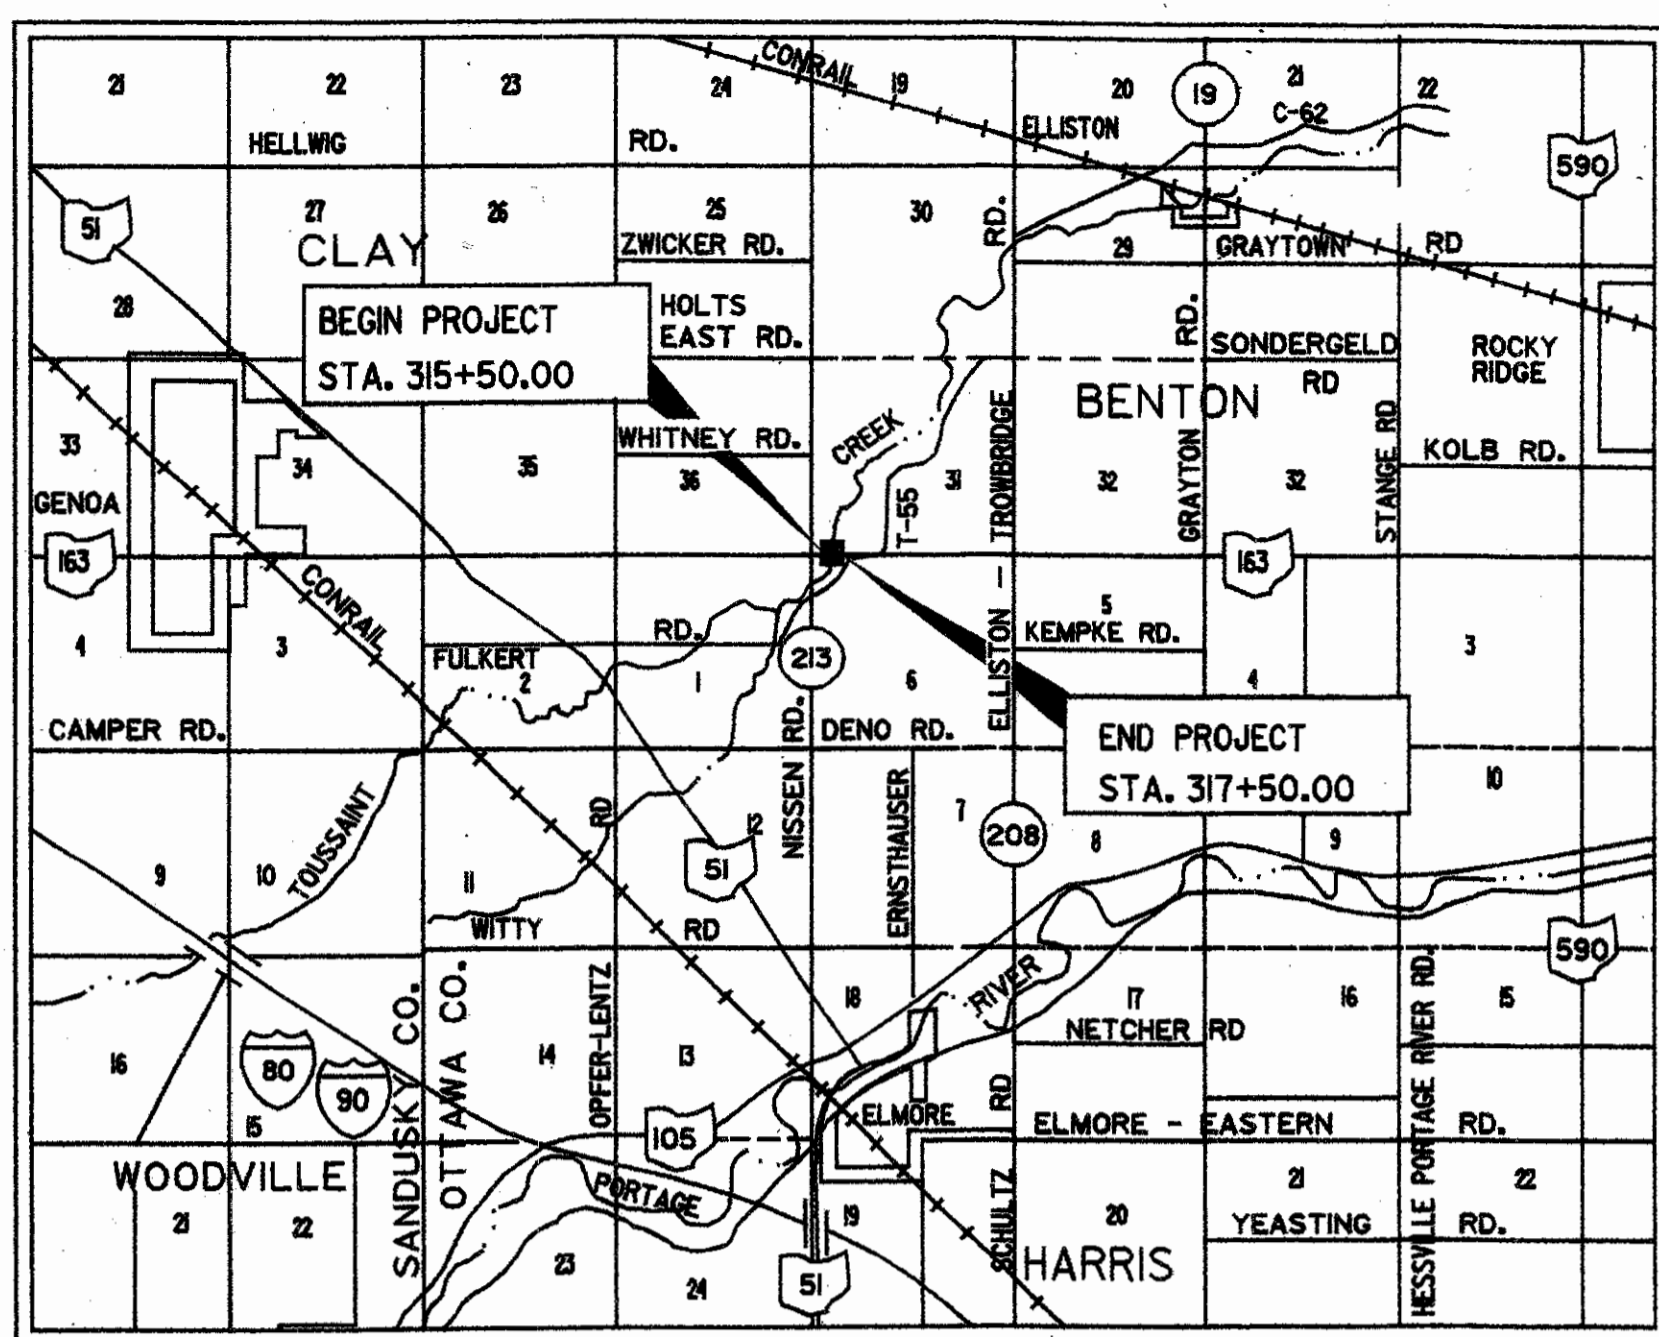 21
22
23
24
CONRAIL
19
20
19
21
22
C-62
HELLWIG
RD.
ELLISTON
590
51
27
26
25
30
RD.
CLAY
ZWICKER RD.
29
GRAYTOWN
RD
28
BEGIN PROJECT
STA. 315+50.00
HOLTS
EAST RD.
RD.
SONDERGELD
RD
ROCKY
RIDGE
BENTON
33
34
35
WHITNEY RD.
36
CREEK
31
TROWBRIDGE
32
GRAYTON
32
STANGE RD
KOLB RD.
GENOA
T-55
163
163
CONRAIL
4
3
RD.
FULKERT
2
1
213
6
ELLISTON -
5
KEMPKE RD.
4
3
CAMPER RD.
NISSEN RD.
DENO RD.
END PROJECT
STA. 317+50.00
10
TOUSSAINT
RD
12
51
ERNSTHAUSER
7
208
8
9
9
10
11
WITTY
RD
590
SANDUSKY CO.
OTTAWA CO.
OPFER-LENTZ
18
RIVER
17
NETCHER RD
16
HESSVILLE PORTAGE RIVER RD.
15
16
80
90
14
13
15
105
ELMORE
RD
ELMORE - EASTERN
RD.
WOODVILLE
PORTAGE
SCHULTZ
21
22
21
22
19
20
YEASTING
RD.
23
24
51
HARRIS